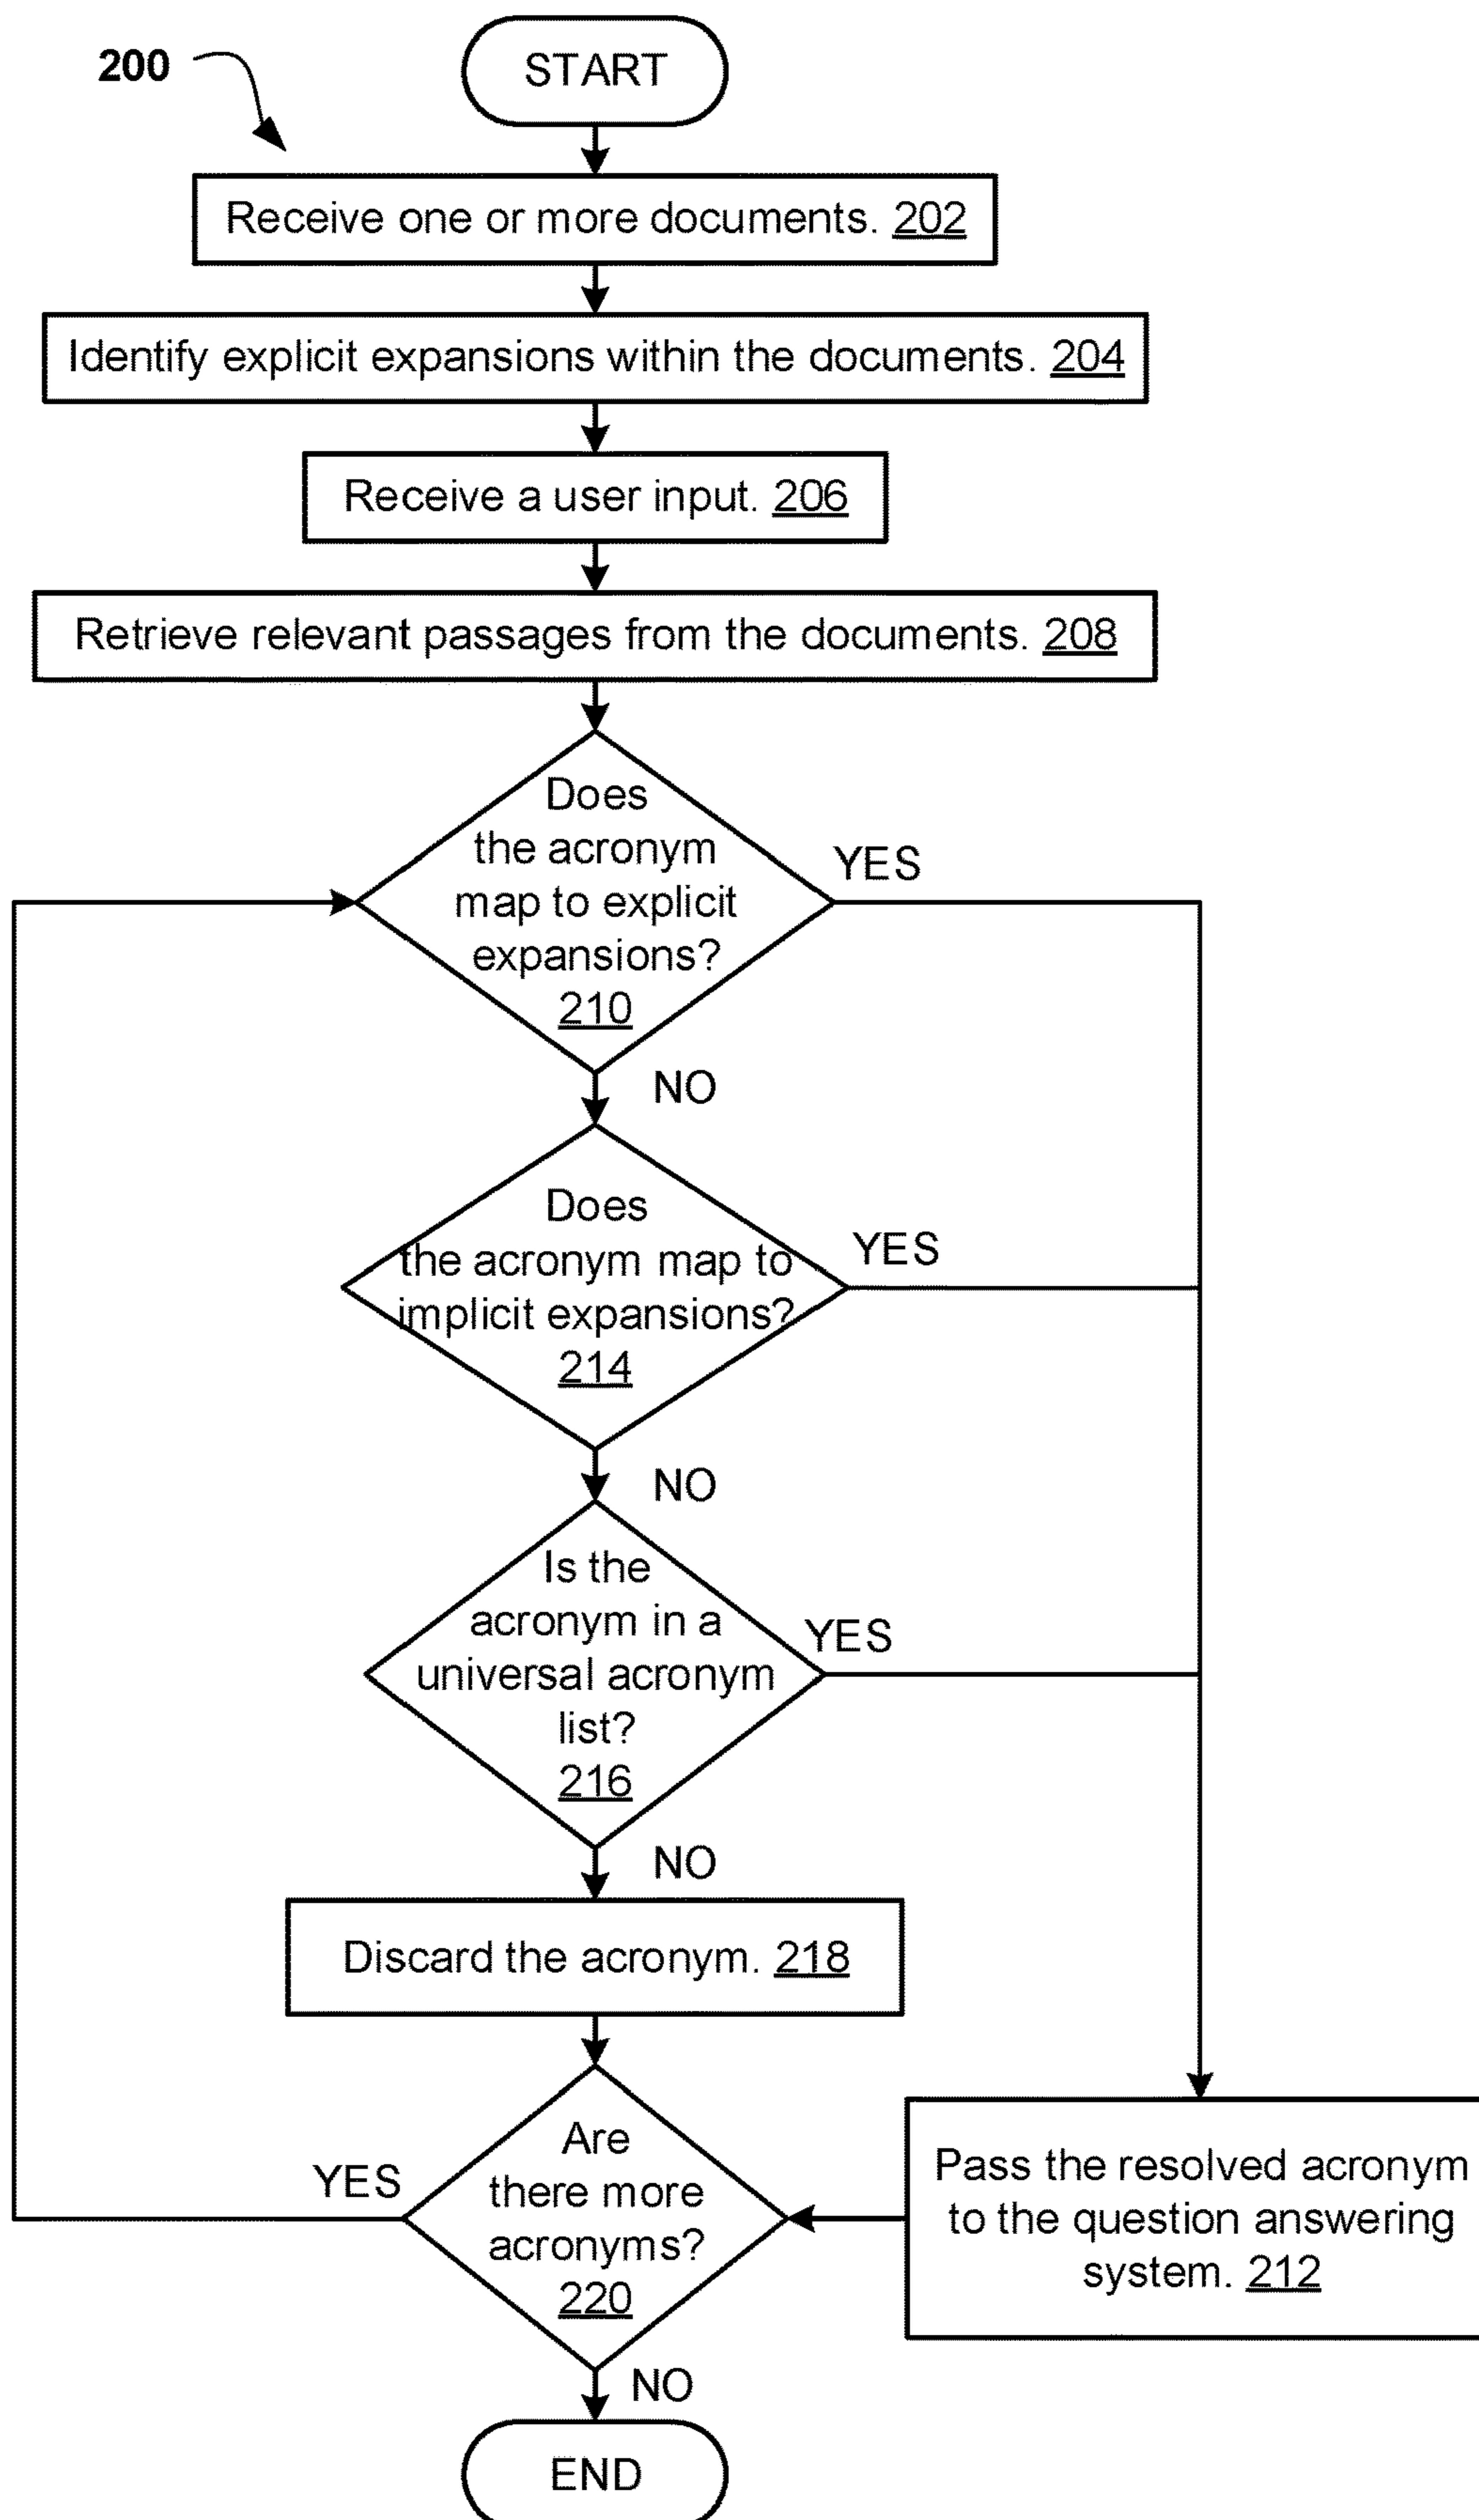 200
START
Receive one or more documents. 202
Identify explicit expansions within the documents. 204
Receive a user input. 206
Retrieve relevant passages from the documents. 208
Does
the acronym
map to explicit
expansions?
210
YES
NO
Does
the acronym map to
implicit expansions?
214
YES
NO
Is the
acronym in a
universal acronym
list?
216
YES
NO
Discard the acronym. 218
Are
there more
acronyms?
220
YES
Pass the resolved acronym
to the question answering
system. 212
NO
END